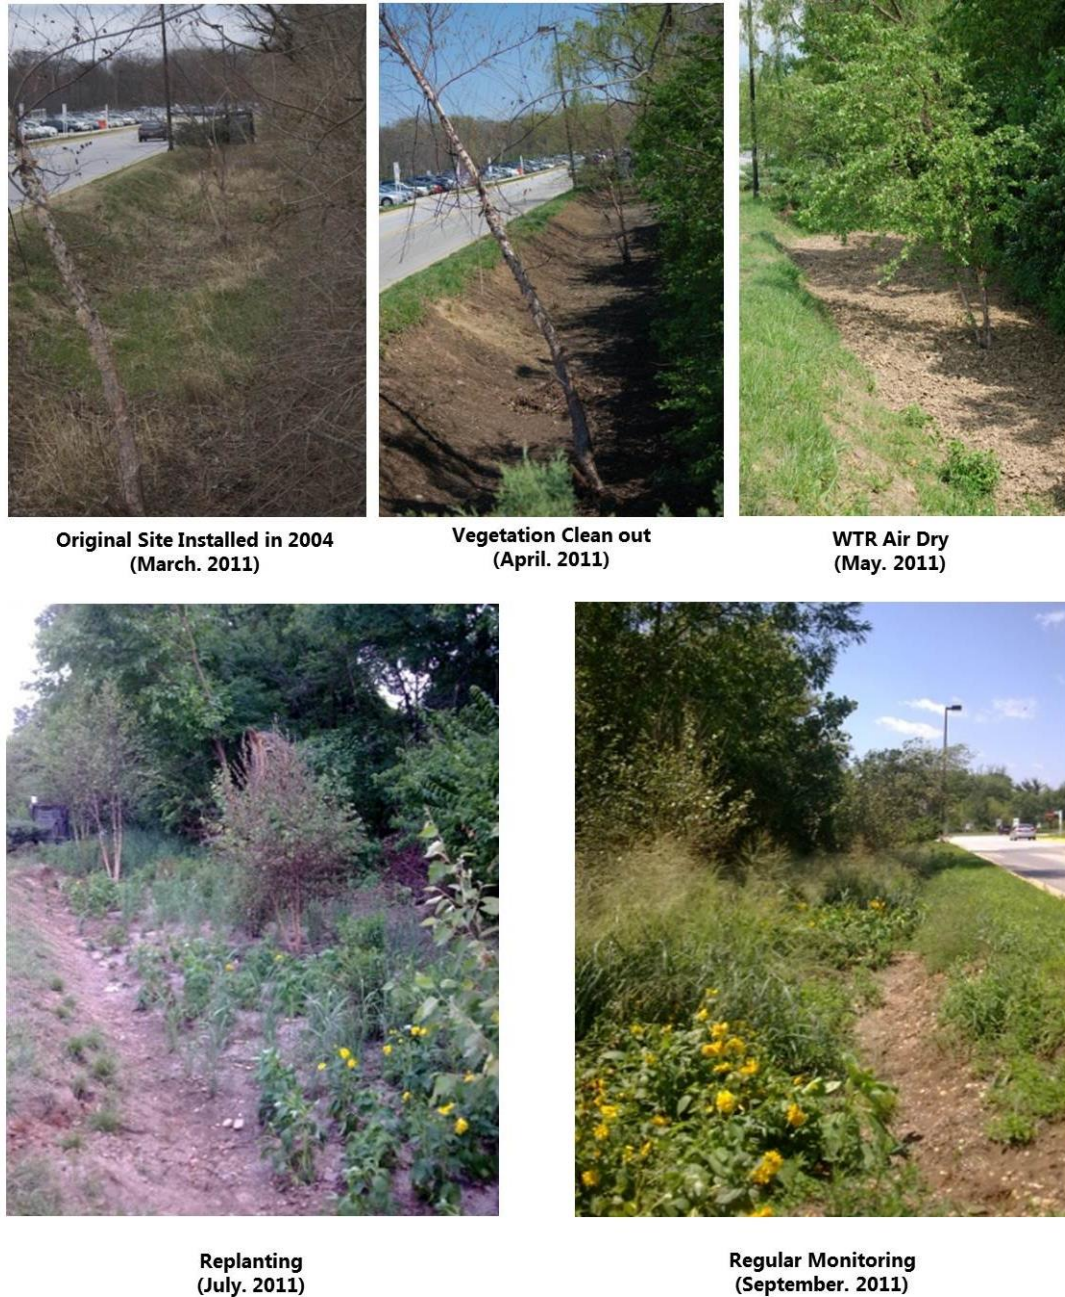 Original Site Installed in 2004
(March. 2011)
Vegetation Clean out
(April. 2011)
WTR Air Dry
(May. 2011)
Replanting
(July. 2011)
Regular Monitoring
(September. 2011)